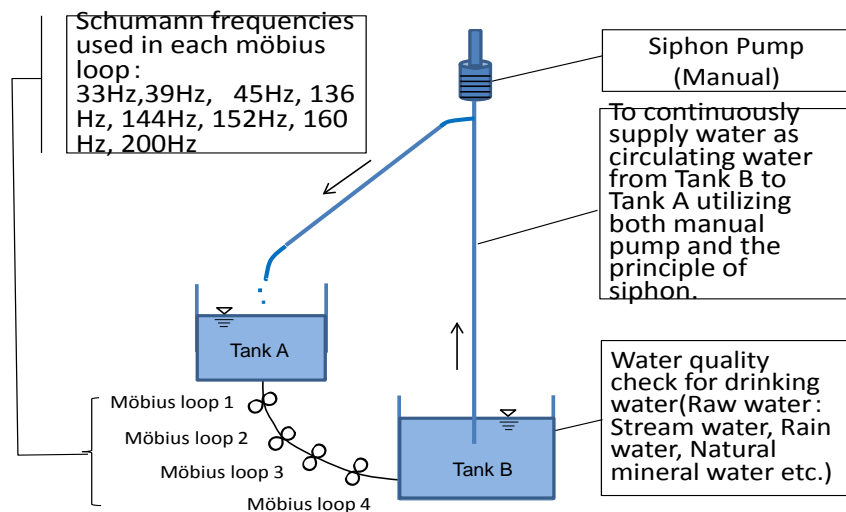 Schumann frequencies
used in each möbius
loop：
33Hz,39Hz, 45Hz, 136
Hz, 144Hz, 152Hz, 160
Hz, 200Hz
Siphon Pump
(Manual)
To continuously
supply water as
circulating water
from Tank B to
Tank A utilizing
both manual
pump and the
principle of
siphon.
Tank A
Möbius loop 1
Möbius loop 2
Möbius loop 3
Möbius loop 4
Tank B
Water quality
check for drinking
water(Raw water：
Stream water, Rain
water, Natural
mineral water etc.)